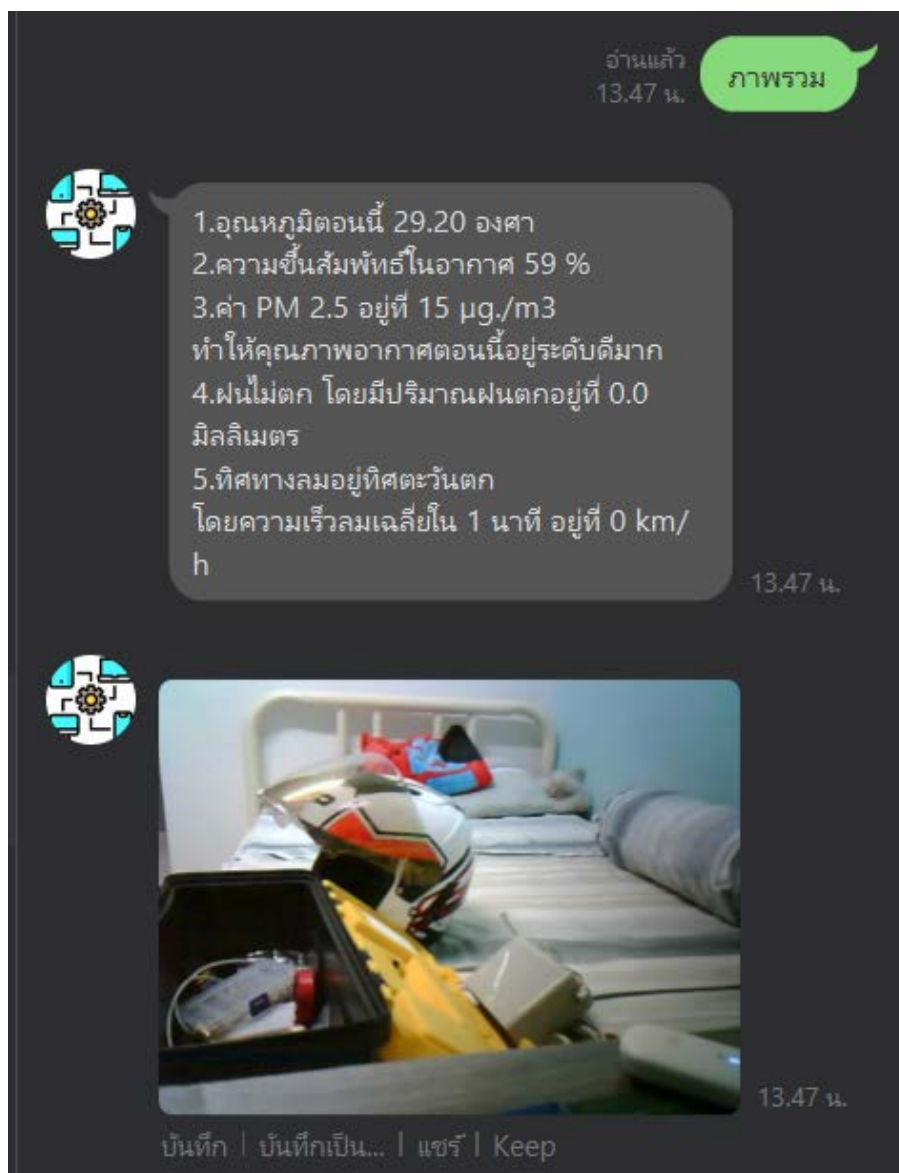 อ่านแล้ว
13.47 น.
ภาพรวม
1.อุณหภูมิตอนนี้ 29.20 องศา
2.ความชื้นสัมพัทธ์ในอากาศ 59 %
3.ค่า PM 2.5 อยู่ที่ 15 µg./m3
ทำให้คุณภาพอากาศตอนนี้อยู่ระดับดีมาก
4.ฝนไม่ตก โดยมีปริมาณฝนตกอยู่ที่ 0.0
มิลลิเมตร
5.ทิศทางลมอยู่ทิศตะวันตก
โดยความเร็วลมเฉลี่ยใน 1 นาที อยู่ที่ 0 km/
h
13.47 น.
13.47 น.
บันทึก | บันทึกเป็น... | แชร์ | Keep